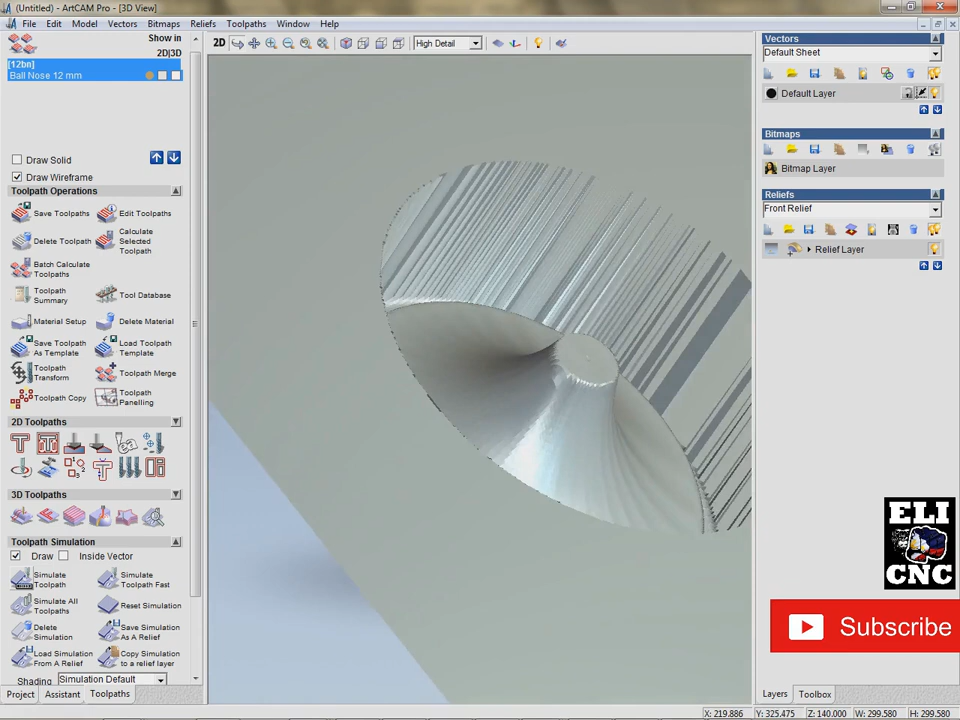 (Untitled) - ArtCAM Pro - [3D View]
File Edit Model Vectors Bitmaps Reliefs Toolpaths Window Help
Show in
2D|3D
[12bn]
Ball Nose 12 mm
Draw Solid
Draw Wireframe
Toolpath Operations
Save Toolpaths
Edit Toolpaths
Delete Toolpath
Calculate
Selected
Toolpath
Batch Calculate
Toolpaths
Toolpath
Summary
Tool Database
Material Setup
Delete Material
Save Toolpath
As Template
Load Toolpath
Template
Toolpath
Transform
Toolpath Merge
Toolpath Copy
Toolpath
Panelling
2D Toolpaths
3D Toolpaths
Toolpath Simulation
Draw
Inside Vector
Simulate
Toolpath
Simulate
Toolpath Fast
Simulate All
Toolpaths
Reset Simulation
Delete
Simulation
Save Simulation
As A Relief
Load Simulation
From A Relief
Copy Simulation
to a relief layer
Shading
Simulation Default
Project
Assistant
Toolpaths
2D
High Detail
Vectors
Default Sheet
Default Layer
Bitmaps
Bitmap Layer
Reliefs
Front Relief
Relief Layer
ELI
CNC
Subscribe
Layers
Toolbox
X: 219.886 Y: 325.475 Z: 140.000 W: 299.580 H: 299.580